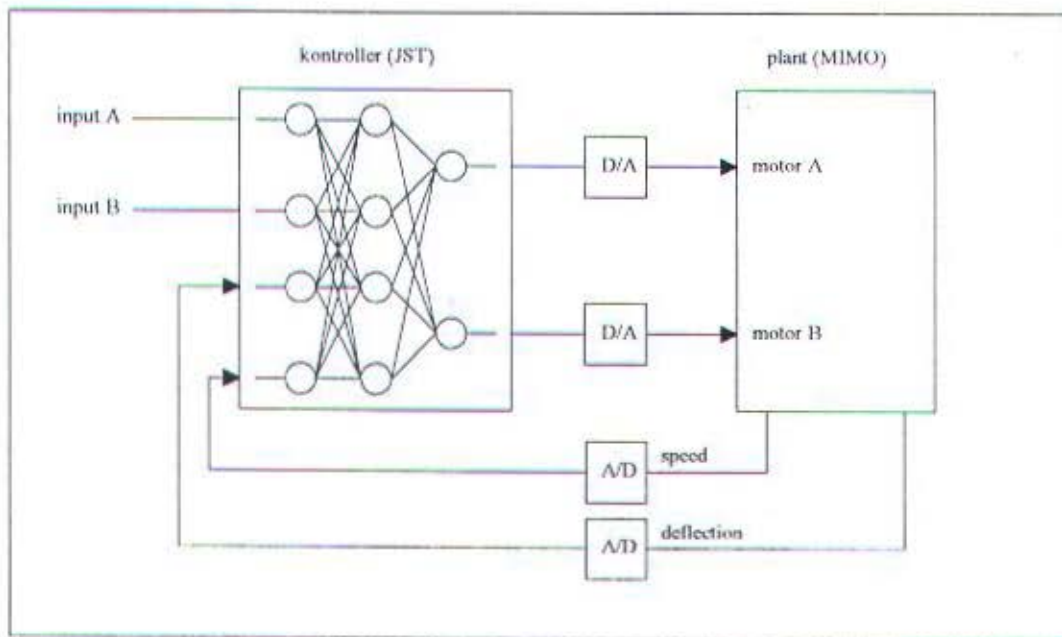 kontroller (JST)
plant (MIMO)
input A
input B
D/A
motor A
D/A
motor B
A/D
speed
A/D
deflection